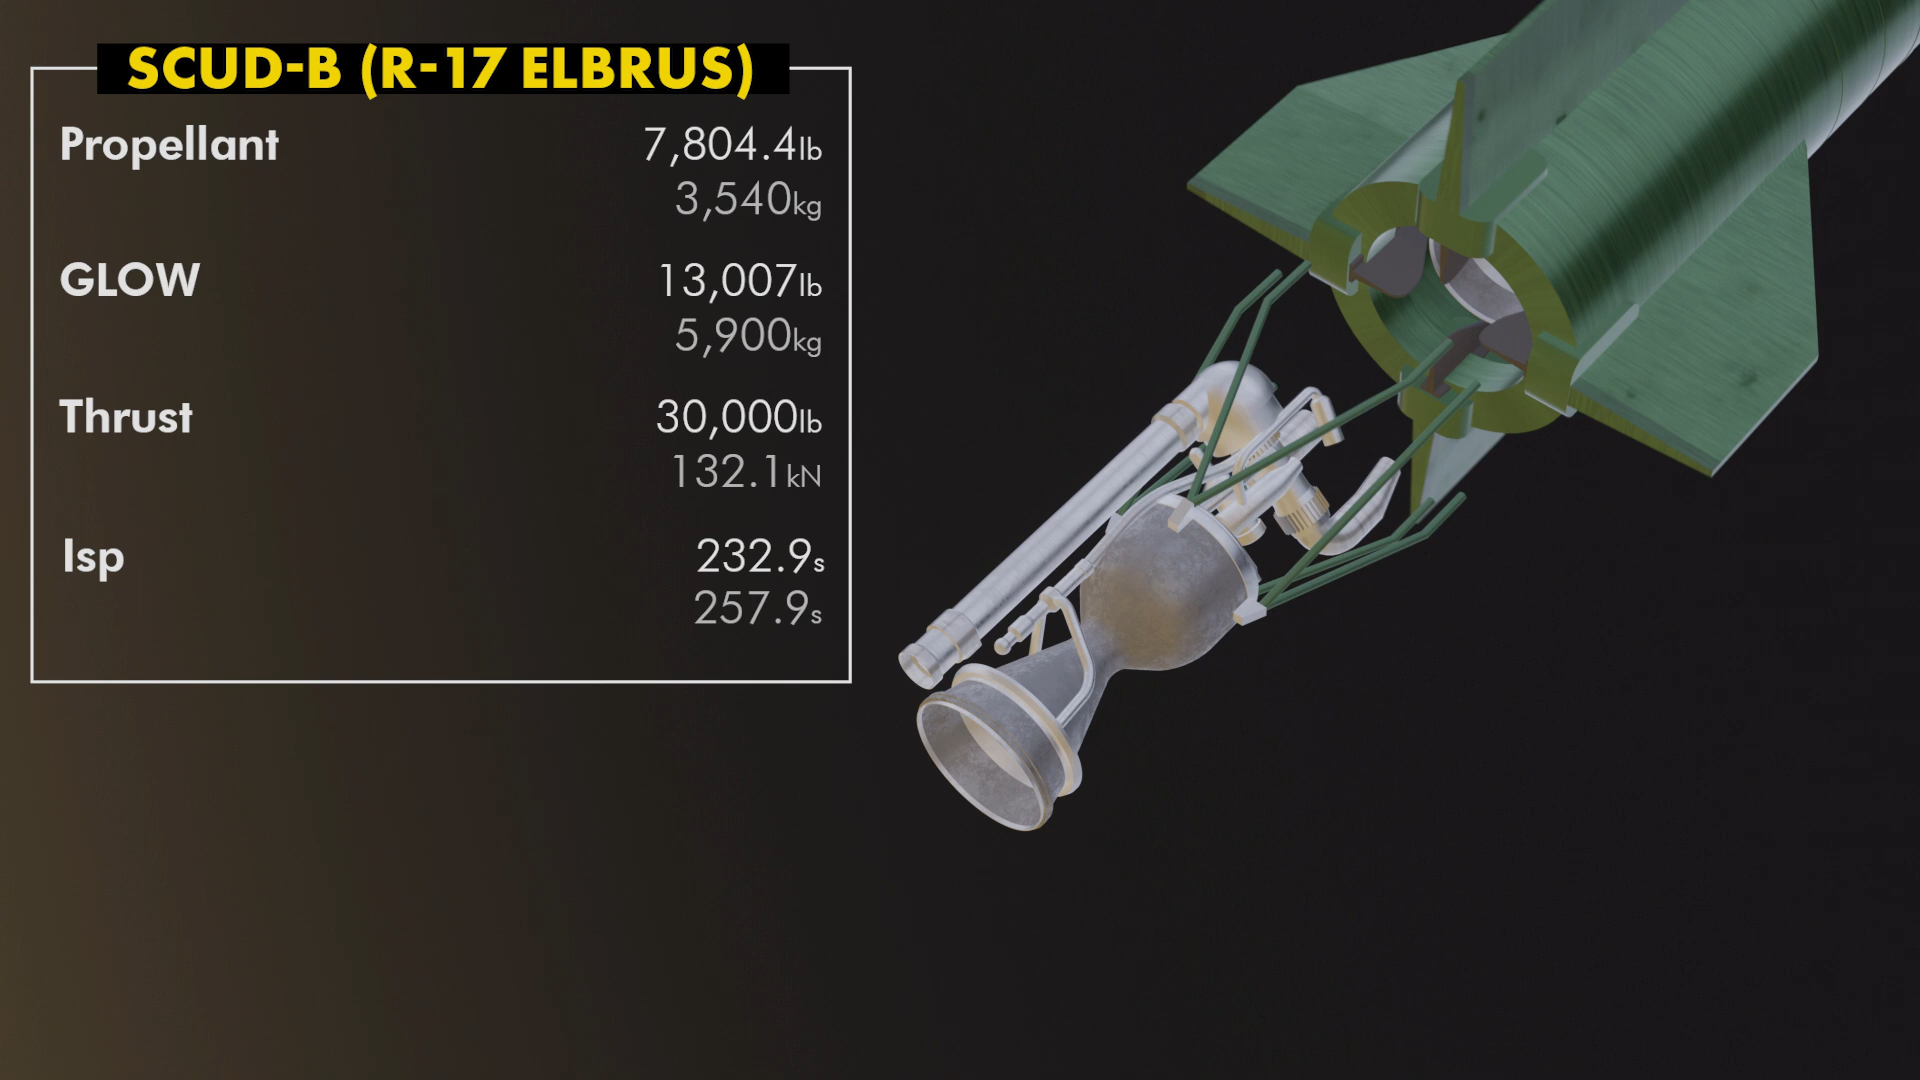 SCUD-B (R-17 ELBRUS)
Propellant 7,804.4lb
3,540kg
GLOW 13,007lb
5,900kg
Thrust 30,000lb
132.1kN
Isp 232.9s
257.9s